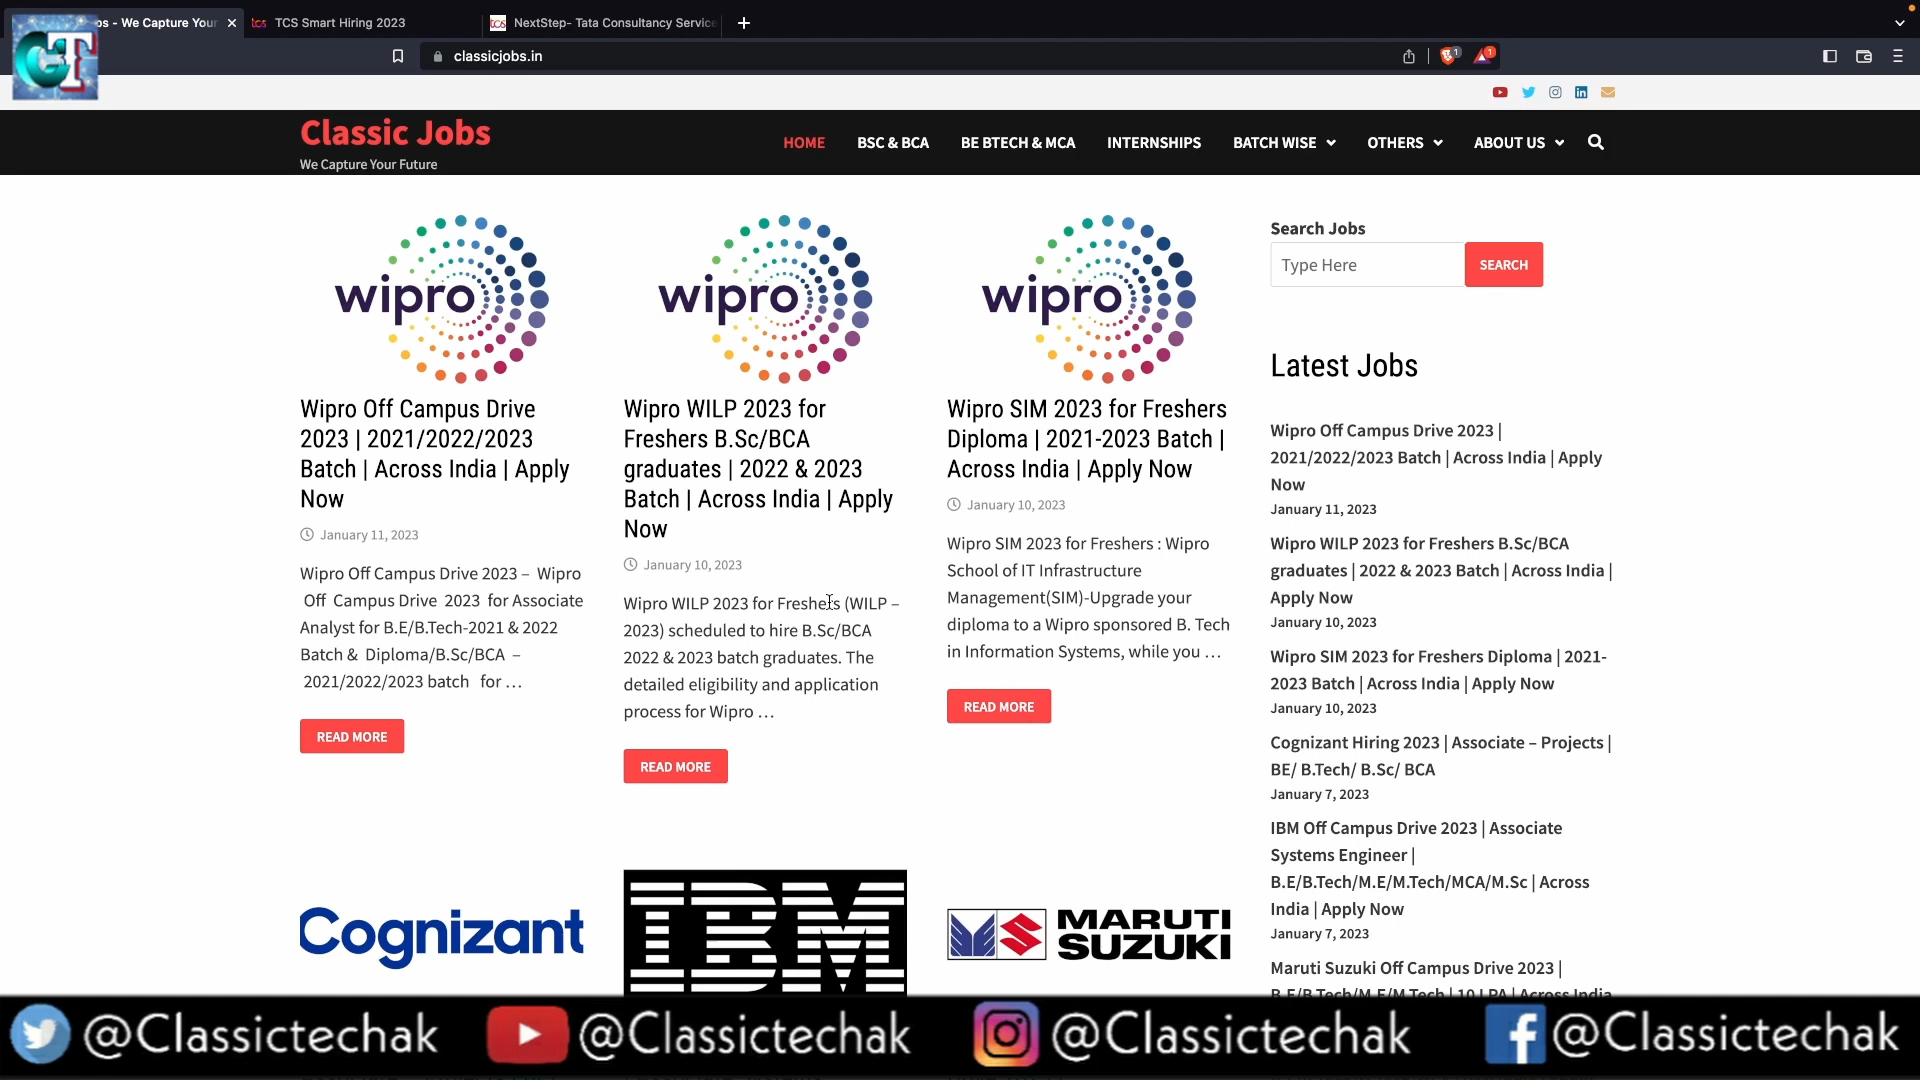 bs - We Capture Your
TCS Smart Hiring 2023
NextStep- Tata Consultancy Service
CT
classicjobs.in
1
1
Classic Jobs
We Capture Your Future
HOME
BSC & BCA
BE BTECH & MCA
INTERNSHIPS
BATCH WISE
OTHERS
ABOUT US
wipro
Wipro Off Campus Drive
2023 | 2021/2022/2023
Batch | Across India | Apply
Now
January 11, 2023
Wipro Off Campus Drive 2023 – Wipro
Off Campus Drive 2023 for Associate
Analyst for B.E/B.Tech-2021 & 2022
Batch & Diploma/B.Sc/BCA –
2021/2022/2023 batch for …
READ MORE
wipro
Wipro WILP 2023 for
Freshers B.Sc/BCA
graduates | 2022 & 2023
Batch | Across India | Apply
Now
January 10, 2023
Wipro WILP 2023 for Freshers (WILP –
2023) scheduled to hire B.Sc/BCA
2022 & 2023 batch graduates. The
detailed eligibility and application
process for Wipro …
READ MORE
wipro
Wipro SIM 2023 for Freshers
Diploma | 2021-2023 Batch |
Across India | Apply Now
January 10, 2023
Wipro SIM 2023 for Freshers : Wipro
School of IT Infrastructure
Management(SIM)-Upgrade your
diploma to a Wipro sponsored B. Tech
in Information Systems, while you …
READ MORE
Cognizant
IBM
MARUTI
SUZUKI
Search Jobs
Type Here
SEARCH
Latest Jobs
Wipro Off Campus Drive 2023 |
2021/2022/2023 Batch | Across India | Apply
Now
January 11, 2023
Wipro WILP 2023 for Freshers B.Sc/BCA
graduates | 2022 & 2023 Batch | Across India |
Apply Now
January 10, 2023
Wipro SIM 2023 for Freshers Diploma | 2021-
2023 Batch | Across India | Apply Now
January 10, 2023
Cognizant Hiring 2023 | Associate – Projects |
BE/ B.Tech/ B.Sc/ BCA
January 7, 2023
IBM Off Campus Drive 2023 | Associate
Systems Engineer |
B.E/B.Tech/M.E/M.Tech/MCA/M.Sc | Across
India | Apply Now
January 7, 2023
Maruti Suzuki Off Campus Drive 2023 |
B.E/B.Tech/M.E/M.Tech | 10 LPA | Across India
@Classictechak
@Classictechak
@Classictechak
@Classictechak